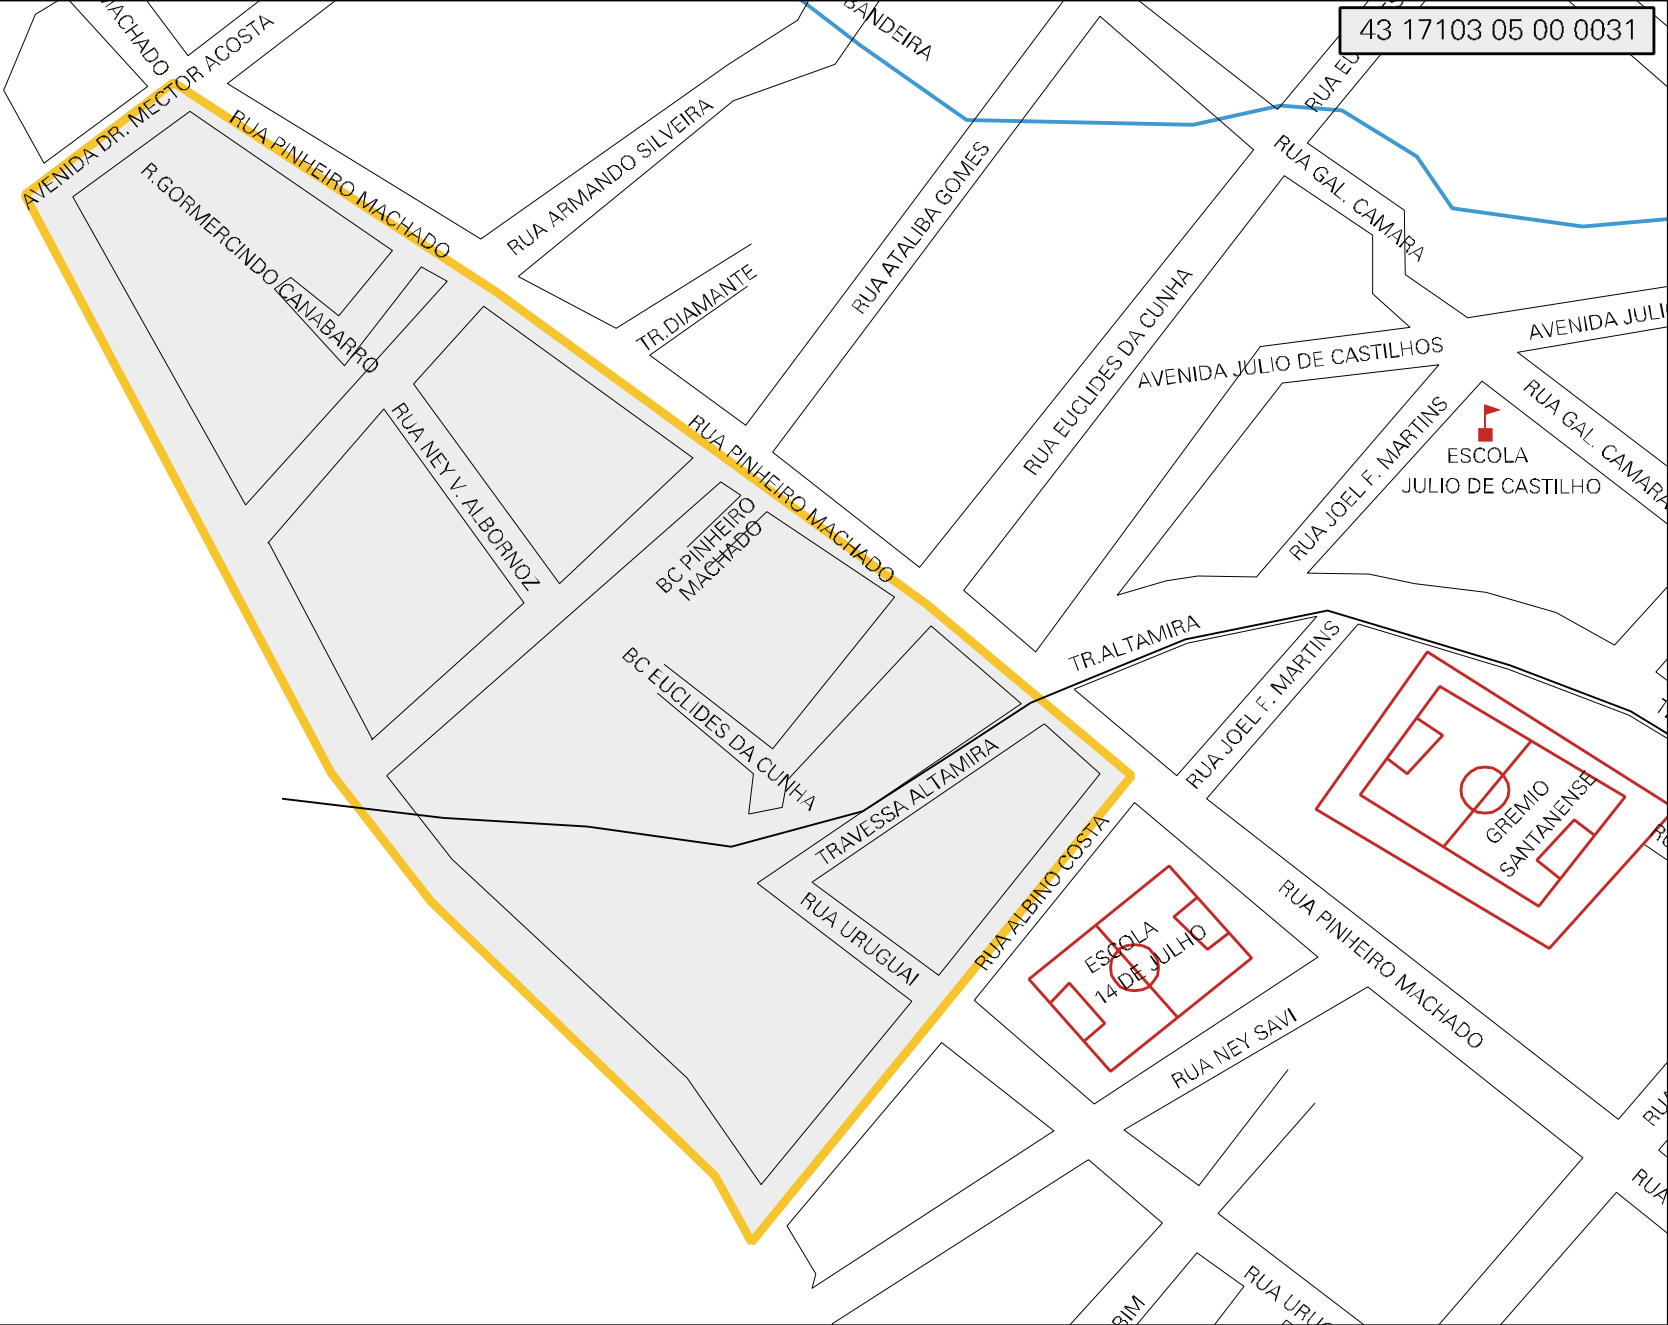 43 17103 05 00 0031
MACHADO
AVENIDA DR. MECTOR ACOSTA
BANDEIRA
RUA PINHEIRO MACHADO
RUA ARMANDO SILVEIRA
R.GORMERCINDO CANABARRO
RUA ATALIBA GOMES
RUA GAL. CAMARA
TR.DIAMANTE
RUA EUCLIDES DA CUNHA
AVENIDA JULIO DE CASTILHOS
AVENIDA JULI
RUA GAL. CAMARA
RUA JOEL F. MARTINS
ESCOLA
JULIO DE CASTILHO
RUA NEY V. ALBORNOZ
RUA PINHEIRO MACHADO
BC PINHEIRO
MACHADO
BC EUCLIDES DA CUNHA
TR.ALTAMIRA
RUA JOEL F. MARTINS
TRAVESSA ALTAMIRA
GREMIO
SANTANENSE
RUA ALBINO COSTA
RUA URUGUAI
ESCOLA
14 DE JULHO
RUA PINHEIRO MACHADO
RUA NEY SAVI
RUA
RUA